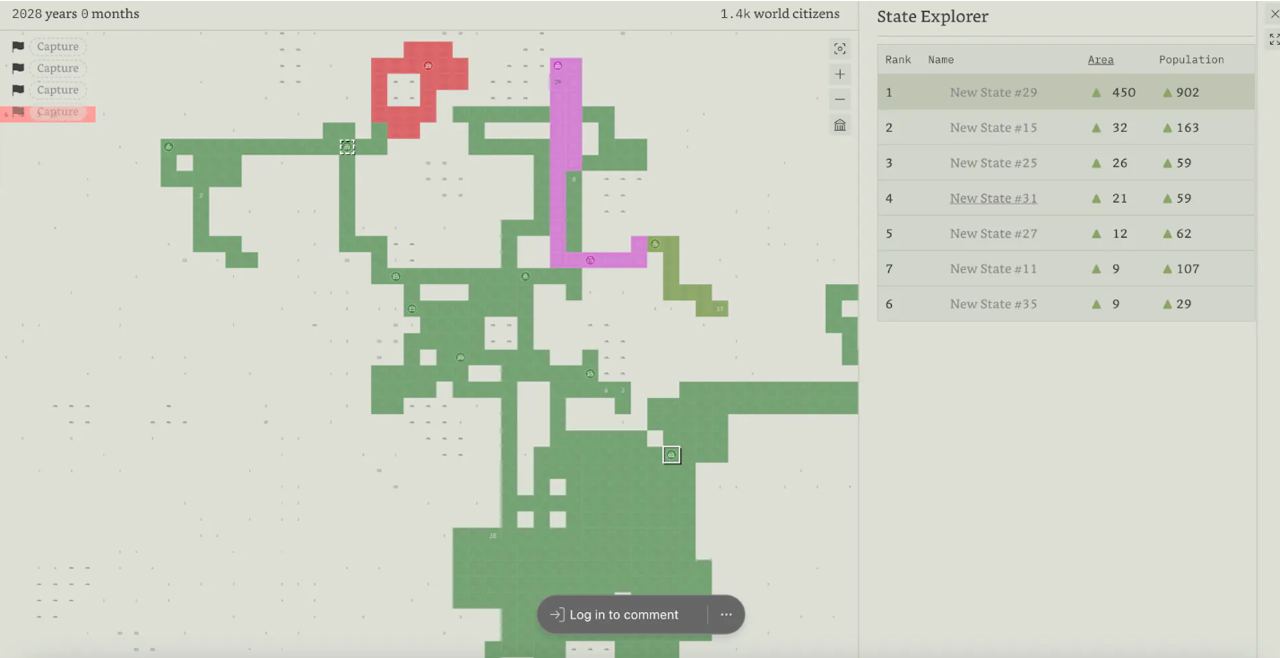 2028 years 0 months
1.4k world citizens
Capture
Capture
Capture
Capture
State Explorer
Rank Name Area Population
1 New State #29 450 902
2 New State #15 32 163
3 New State #25 26 59
4 New State #31 21 59
5 New State #27 12 62
7 New State #11 9 107
6 New State #35 9 29
Log in to comment